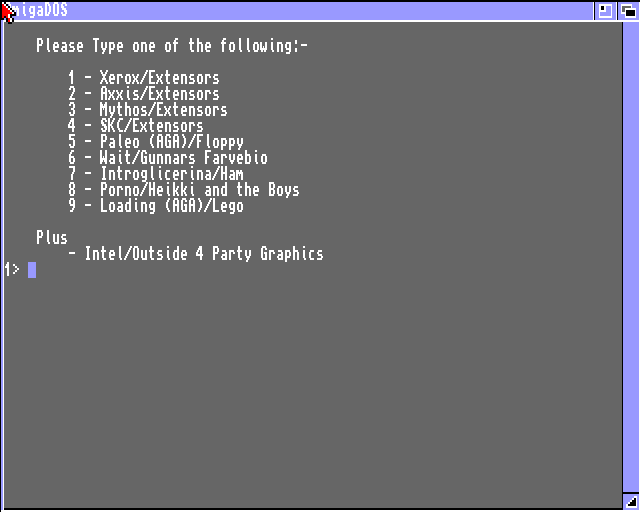 AmigaDOS
Please Type one of the following:-
1 - Xerox/Extensors
2 - Axxis/Extensors
3 - Mythos/Extensors
4 - SKC/Extensors
5 - Paleo (AGA)/Floppy
6 - Wait/Gunnars Farvebio
7 - Introglicerina/Ham
8 - Porno/Heikki and the Boys
9 - Loading (AGA)/Lego
Plus
- Intel/Outside 4 Party Graphics
1>